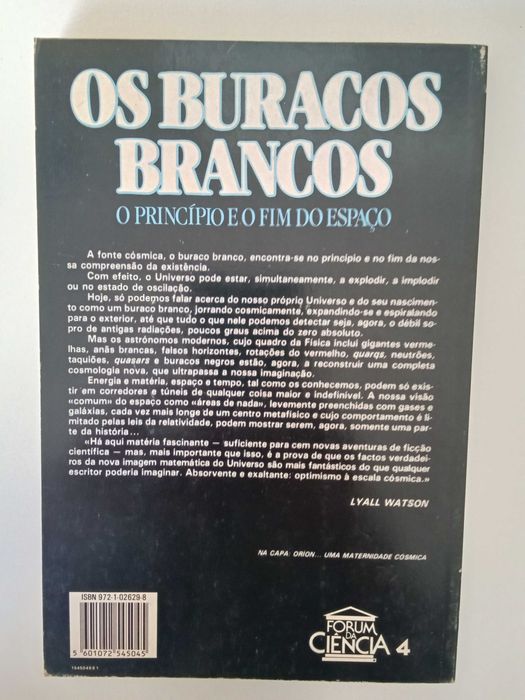 OS BURACOS
BRANCOS
O PRINCÍPIO E O FIM DO ESPAÇO
A fonte cósmica, o buraco branco, encontra-se no princípio e no fim da nos-
sa compreensão da existência.
Com efeito, o Universo pode estar, simultaneamente, a explodir, a implodir
ou no estado de oscilação.
Hoje, só podemos falar acerca do nosso próprio Universo e do seu nascimen-
to como um buraco branco, jorrando cosmicamente, expandindo-se e espiralando
para o exterior, até que tudo o que nele podemos detectar seja, agora, o débil so-
pro de antigas radiações, poucos graus acima do zero absoluto.
Mas os astrónomos modernos, cujo quadro da Física inclui gigantes verme-
lhas, anãs brancas, falsos horizontes, rotações do vermelho, quarqs, neutrões,
taquiões, quasars e buracos negros estão, agora, a reconstruir uma completa
cosmologia nova, que ultrapassa a nossa imaginação.
Energia e matéria, espaço e tempo, tal como os conhecemos, podem só exis-
tir em corredores e túneis de qualquer coisa maior e indefinível. A nossa visão
«comum» do espaço como «áreas de nada», levemente preenchidas com gases e
galáxias, cada vez mais longe de um centro metafísico e cujo comportamento é li-
mitado pelas leis da relatividade, podem mostrar serem, agora, somente uma par-
te da história...
«Há aqui matéria fascinante — suficiente para cem novas aventuras de ficção
científica — mas, mais importante que isso, é a prova de que os factos verdadei-
ros da nova imagem matemática do Universo são mais fantásticos do que qualquer
escritor poderia imaginar. Absorvente e exaltante: optimismo à escala cósmica.»
LYALL WATSON
NA CAPA: ORÍON... UMA MATERNIDADE CÓSMICA
ISBN 972-1-02629-8
5 601072 545045
FORUM
DA
CIÊNCIA 4